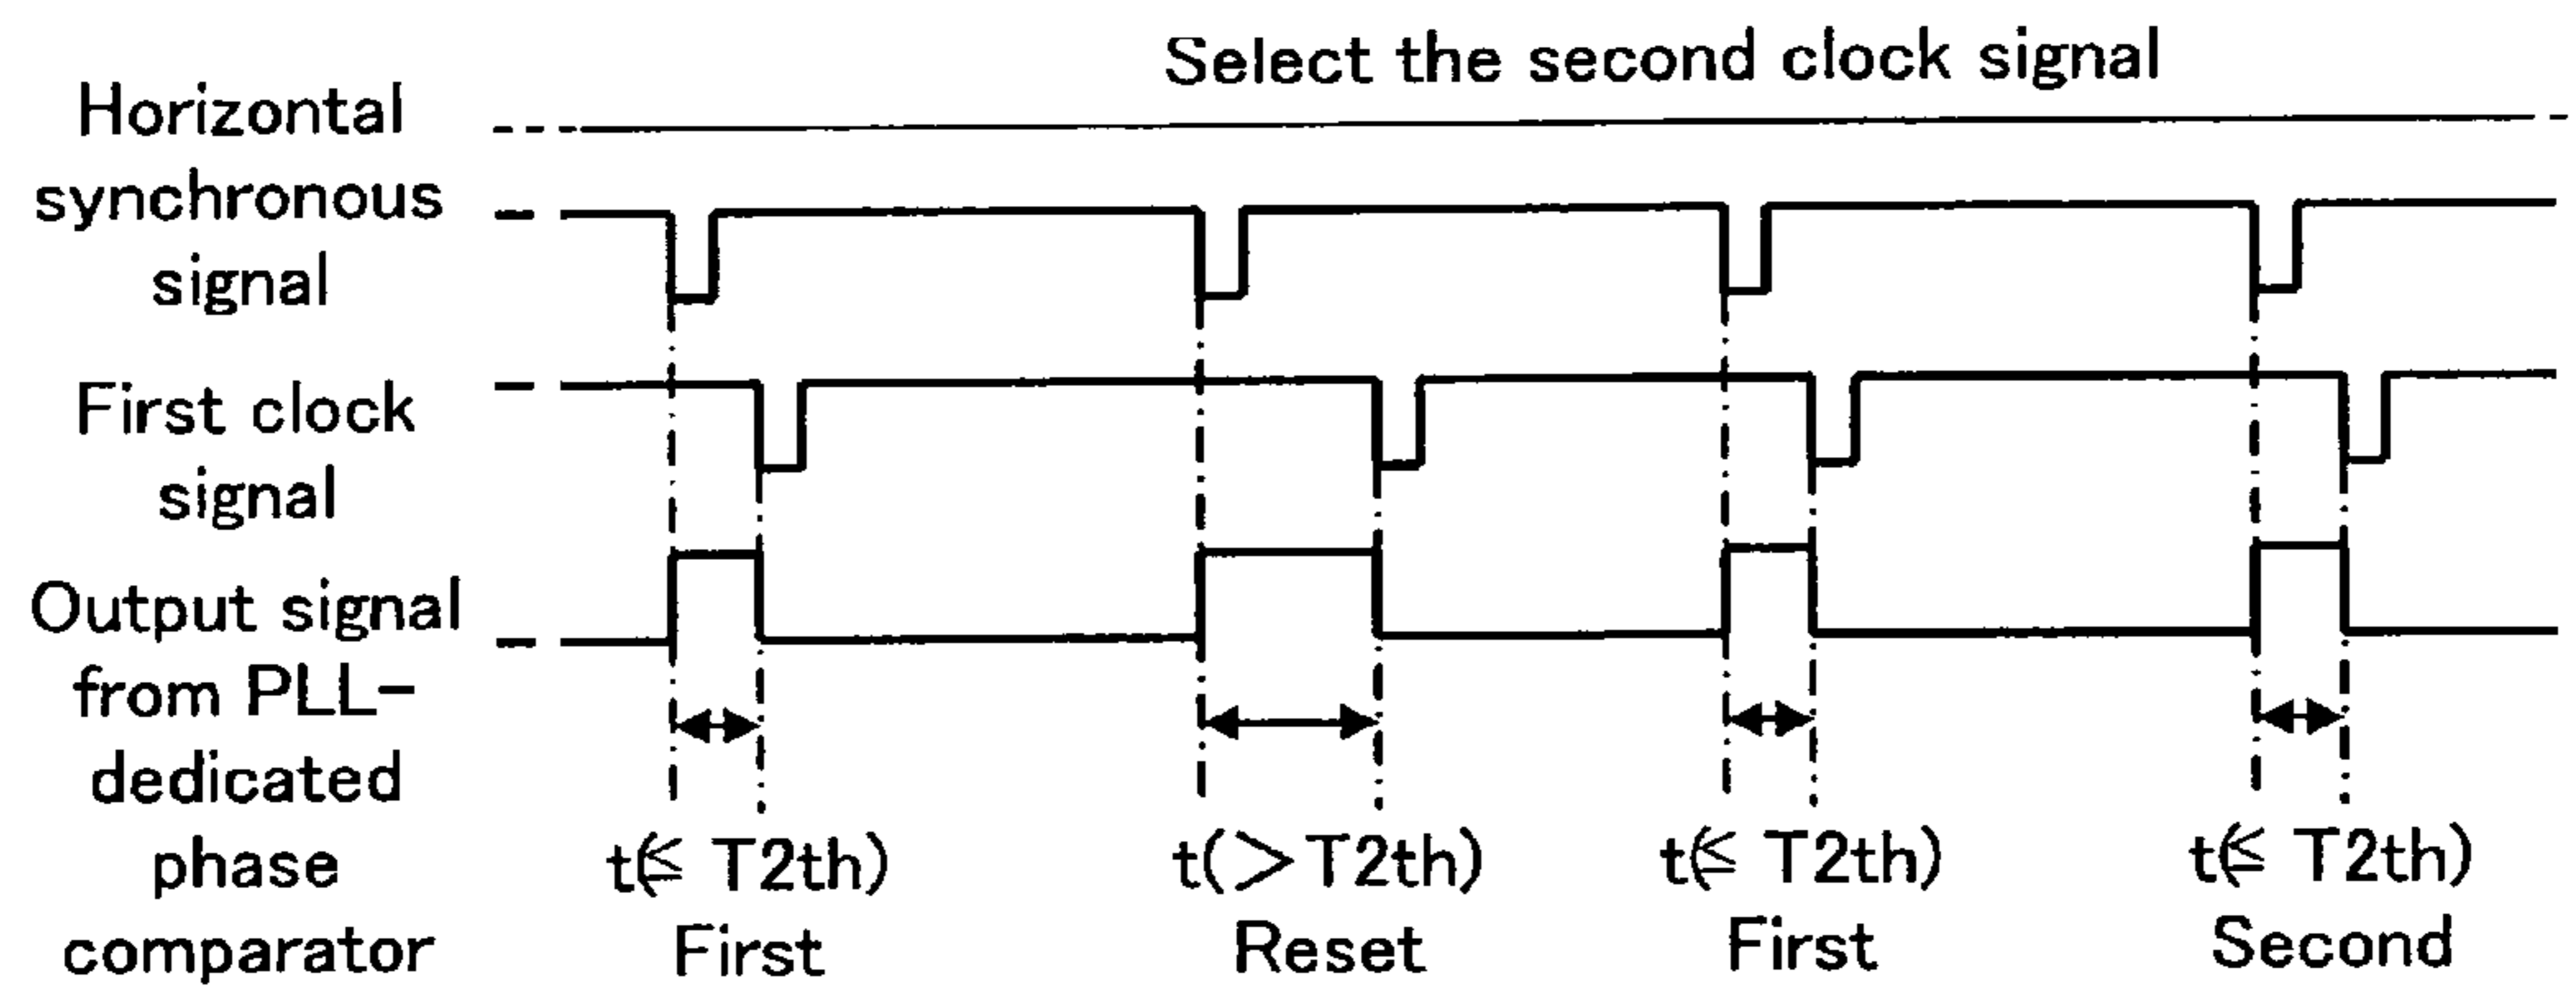 Select the second clock signal
Horizontal
synchronous
signal
First clock
signal
Output signal
from PLL-
dedicated
phase
comparator
t(≦ T2th)
First
t(>T2th)
Reset
t(≦ T2th)
First
t(≦ T2th)
Second